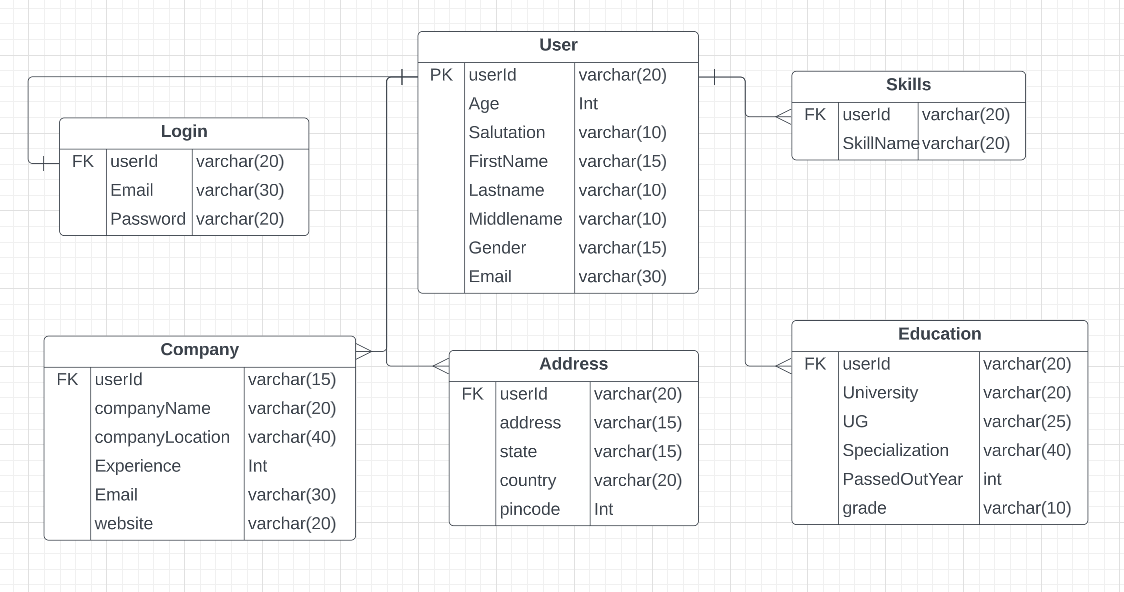 User
PK userId varchar(20)
Age Int
Salutation varchar(10)
FirstName varchar(15)
Lastname varchar(10)
Middlename varchar(10)
Gender varchar(15)
Email varchar(30)
Skills
FK userId varchar(20)
SkillName varchar(20)
Login
FK userId varchar(20)
Email varchar(30)
Password varchar(20)
Company
FK userId varchar(15)
companyName varchar(20)
companyLocation varchar(40)
Experience Int
Email varchar(30)
website varchar(20)
Address
FK userId varchar(20)
address varchar(15)
state varchar(15)
country varchar(20)
pincode Int
Education
FK userId varchar(20)
University varchar(20)
UG varchar(25)
Specialization varchar(40)
PassedOutYear int
grade varchar(10)